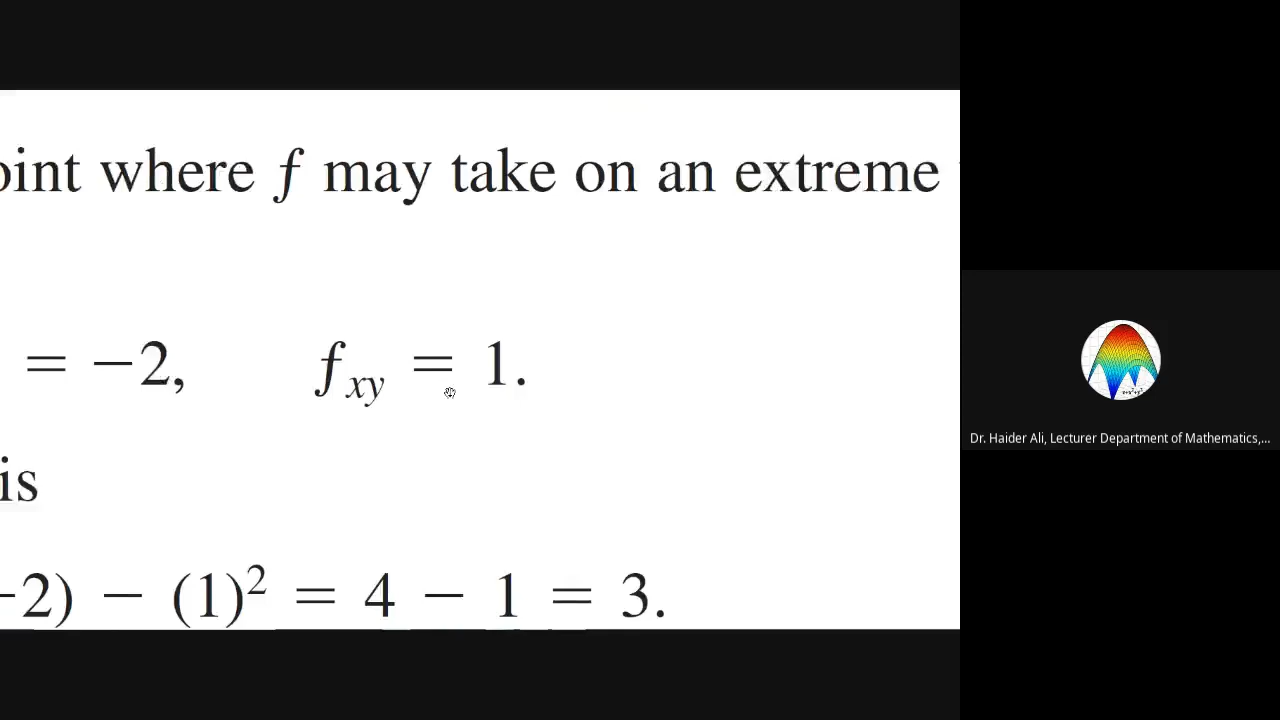 oint where f may take on an extreme
= −2, fxy = 1.
is
−2) − (1)² = 4 − 1 = 3.
Dr. Haider Ali, Lecturer Department of Mathematics,...